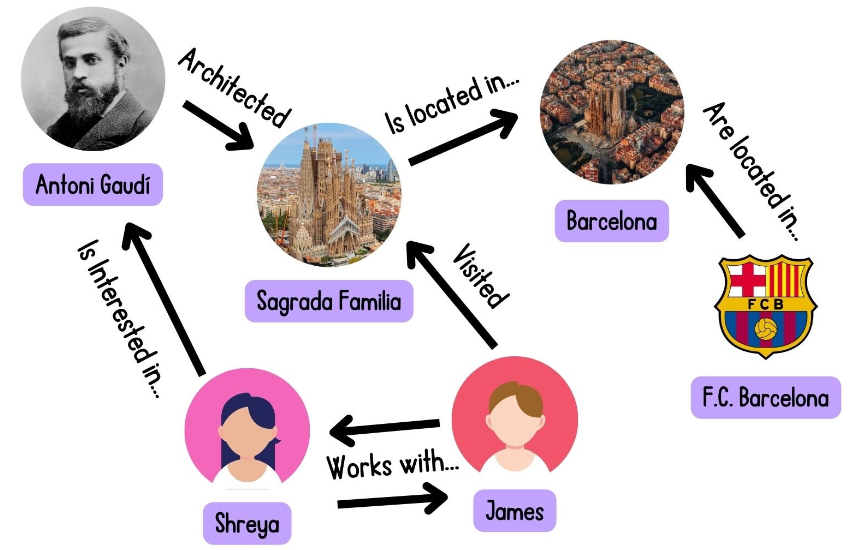 Architected
Is located in...
Are located in...
Antoni Gaudí
Barcelona
Is Interested in...
Visited
Sagrada Familia
FCB
F.C. Barcelona
Works with...
Shreya
James